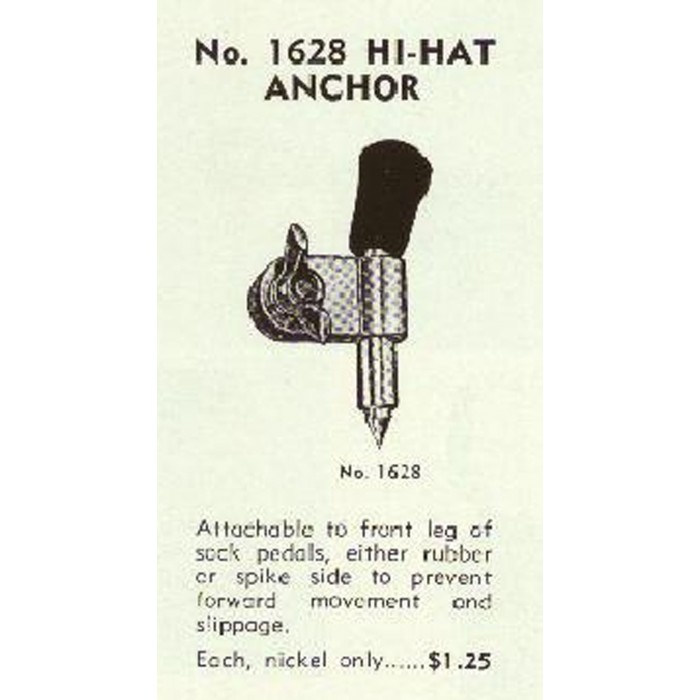 No. 1628 HI-HAT
ANCHOR
No. 1628
Attachable to front leg of
sock pedals, either rubber
or spike side to prevent
forward movement and
slippage.
Each, nickel only......$1.25